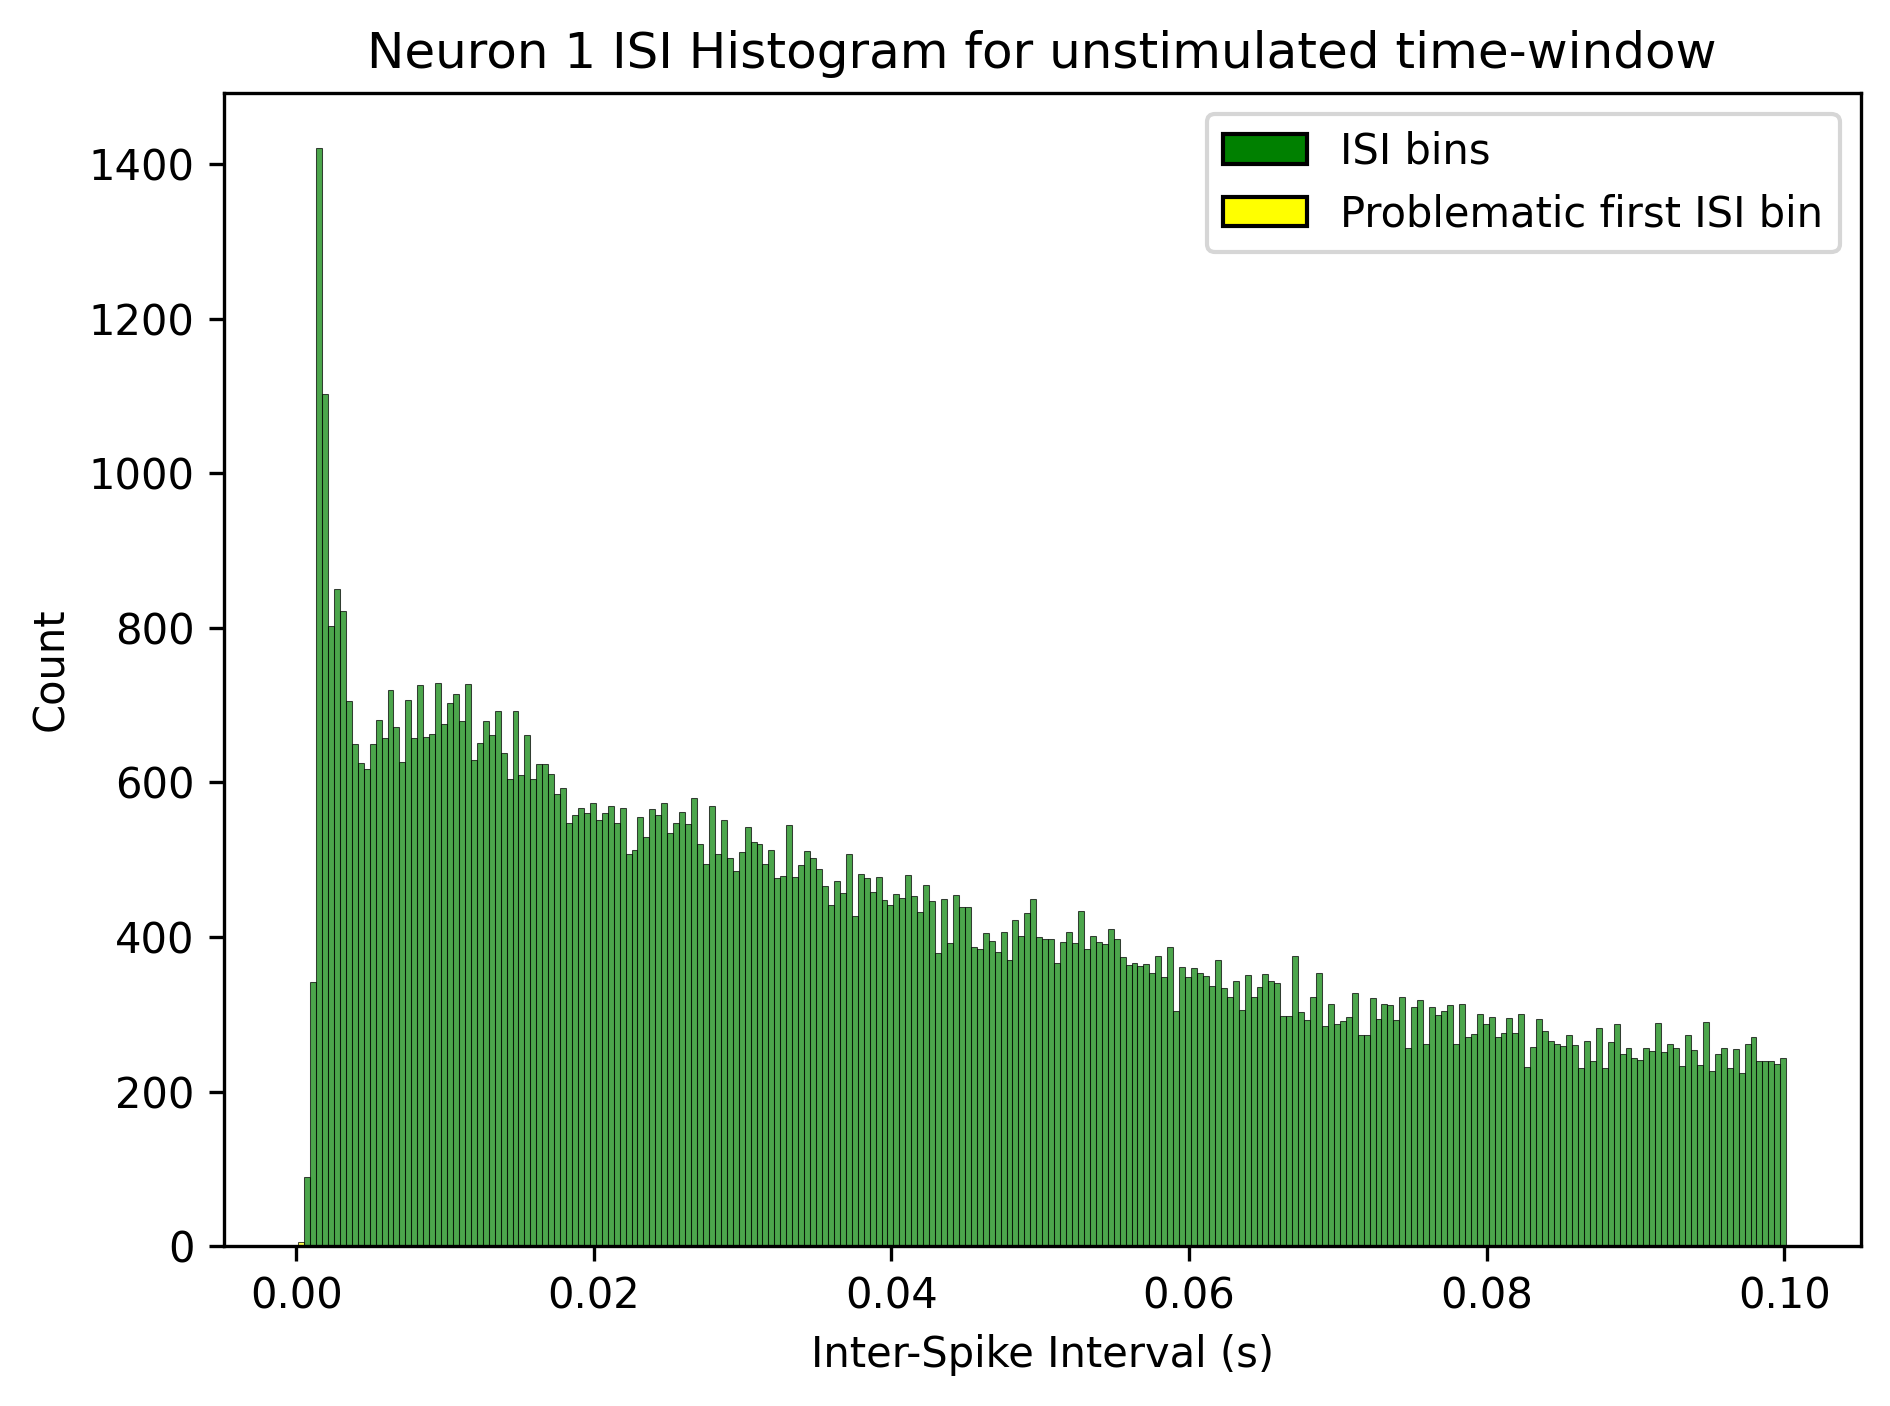 Neuron 1 ISI Histogram for unstimulated time-window
ISI bins
Problematic first ISI bin
1400
1200
1000
800
600
400
200
0
Count
0.00 0.02 0.04 0.06 0.08 0.10
Inter-Spike Interval (s)